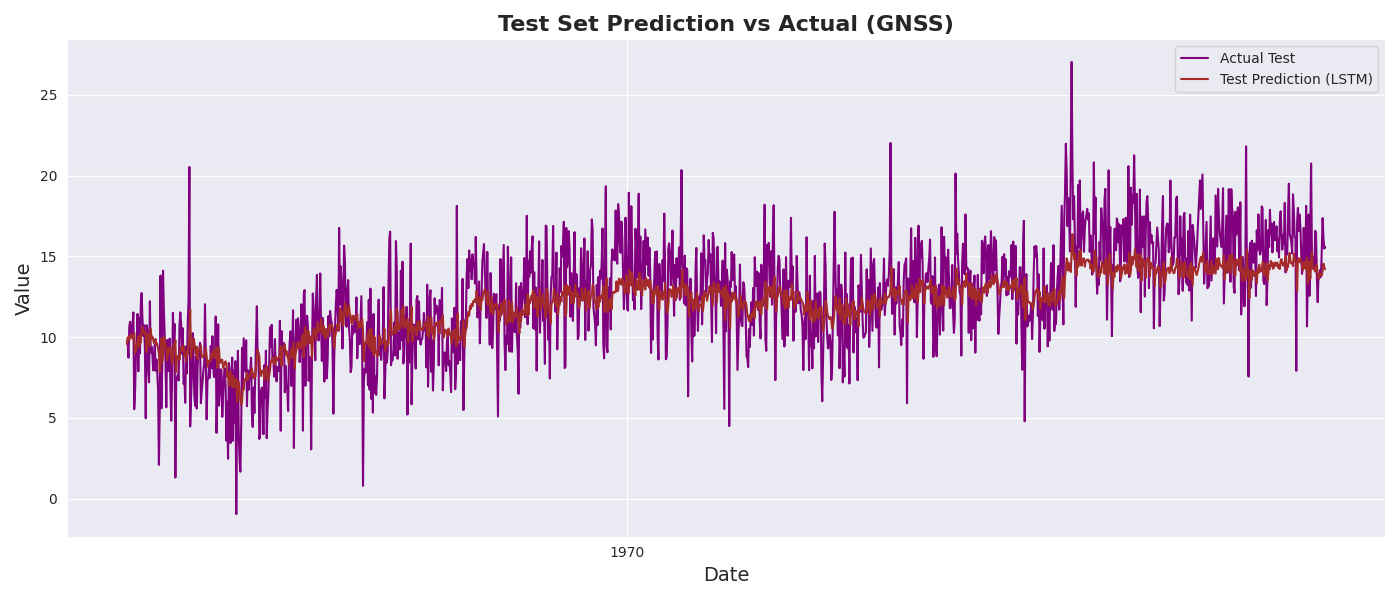 Test Set Prediction vs Actual (GNSS)
Actual Test
Test Prediction (LSTM)
Value
25
20
15
10
5
0
1970
Date